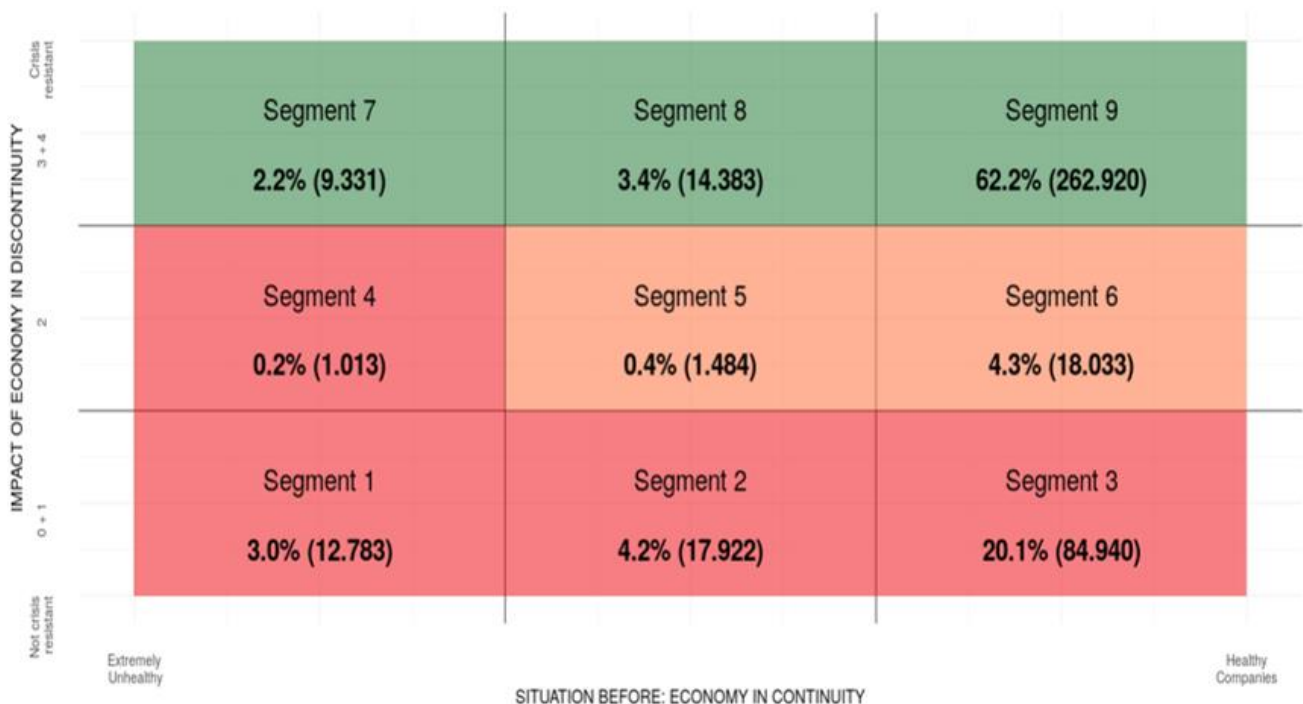 Crisis
resistant
IMPACT OF ECONOMY IN DISCONTINUITY
3 + 4
2
0 + 1
Not crisis
resistant
Segment 7
2.2% (9.331)
Segment 8
3.4% (14.383)
Segment 9
62.2% (262.920)
Segment 4
0.2% (1.013)
Segment 5
0.4% (1.484)
Segment 6
4.3% (18.033)
Segment 1
3.0% (12.783)
Segment 2
4.2% (17.922)
Segment 3
20.1% (84.940)
Extremely
Unhealthy
Healthy
Companies
SITUATION BEFORE: ECONOMY IN CONTINUITY